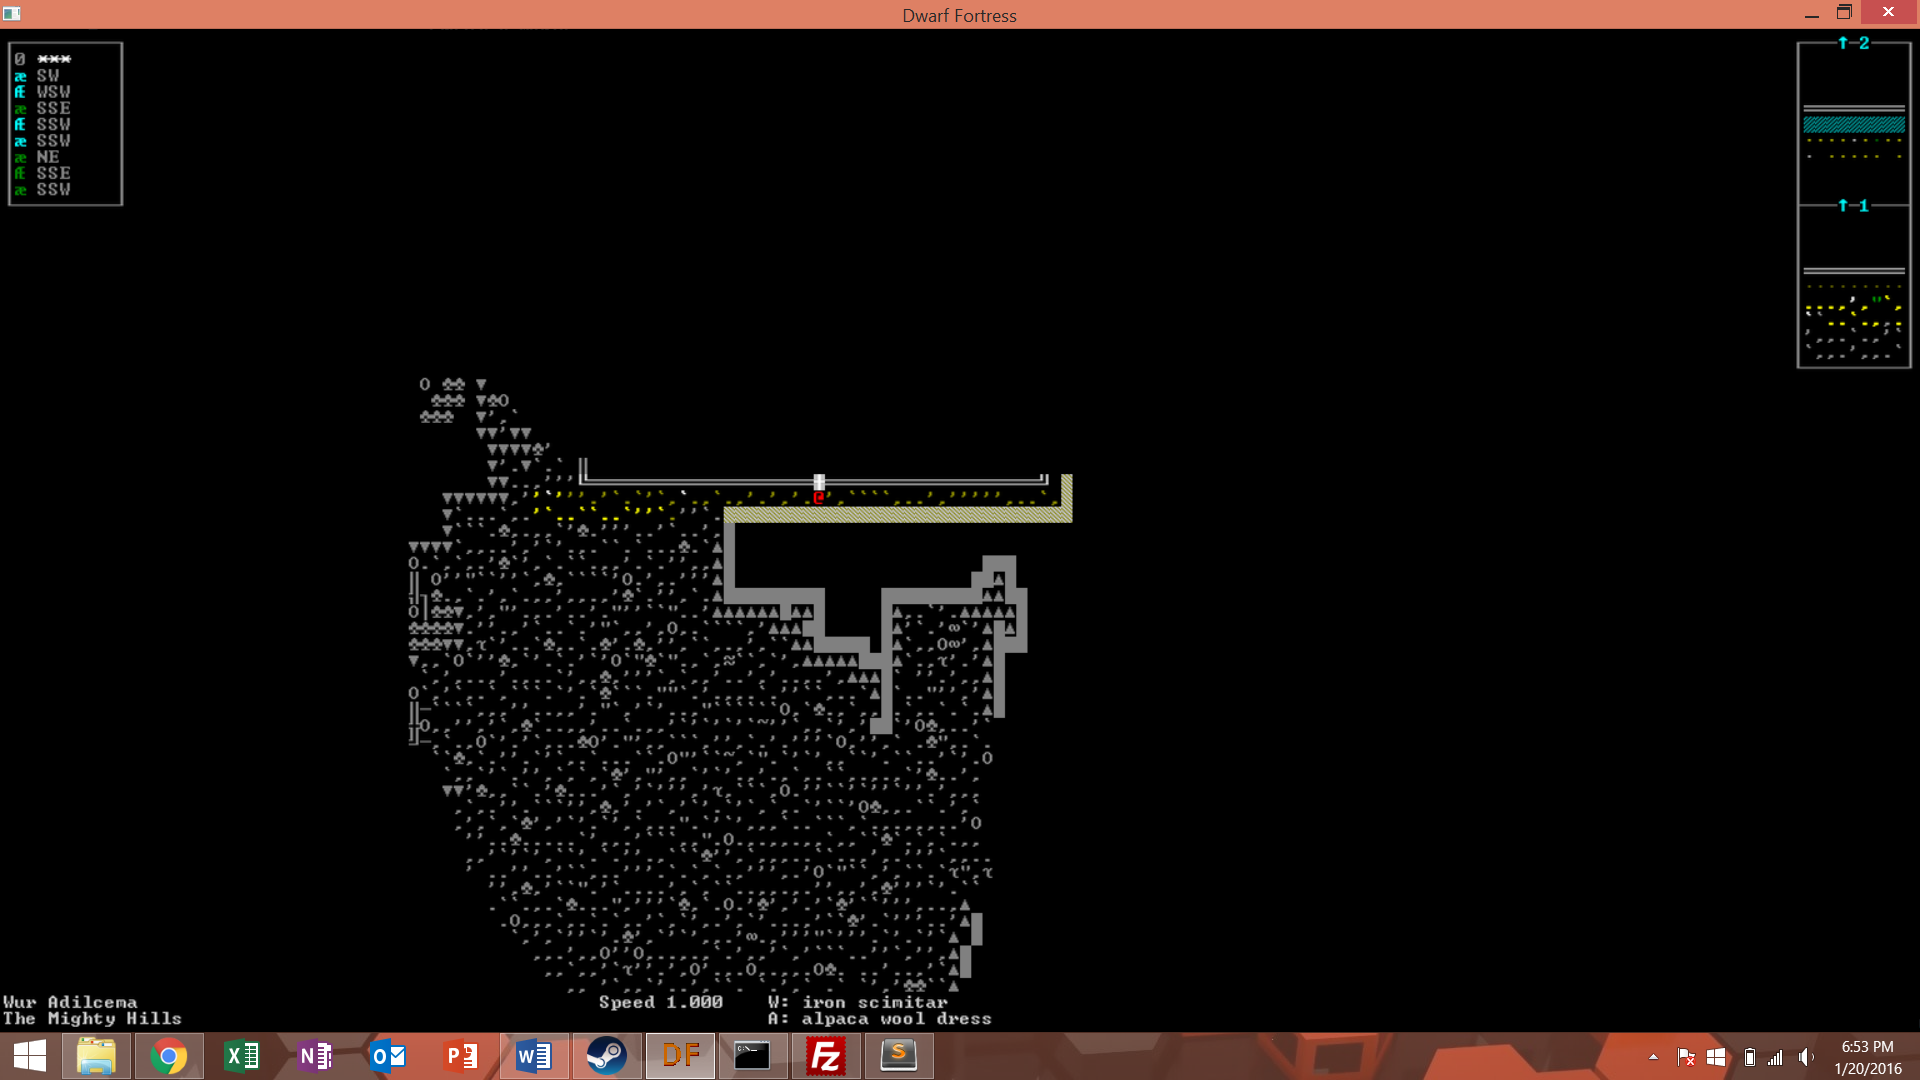 Dwarf Fortress
0 ***
æ SW
Æ WSW
æ SSE
Æ SSW
æ SSW
æ NE
Æ SSE
æ SSW
↑ 2
↑ 1
Wur Adilcema
The Mighty Hills
Speed 1.000
W: iron scimitar
A: alpaca wool dress
DF
6:53 PM
1/20/2016